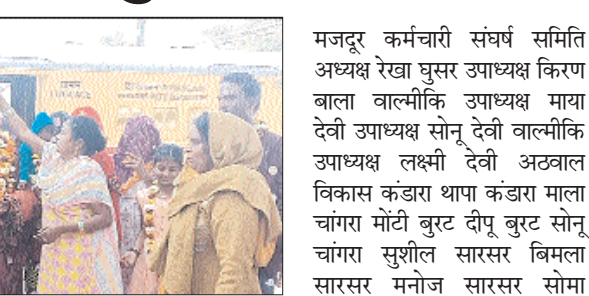 मजदूर कर्मचारी संघर्ष समिति
अध्यक्ष रेखा घुसर उपाध्यक्ष किरण
बाला वाल्मीकि उपाध्यक्ष माया
देवी उपाध्यक्ष सोनू देवी वाल्मीकि
उपाध्यक्ष लक्ष्मी देवी अठवाल
विकास कंडारा थापा कंडारा माला
चांगरा मोंटी बुरट दीपू बुरट सोनू
चांगरा सुशील सारसर बिमला
सारसर मनोज सारसर सोमा